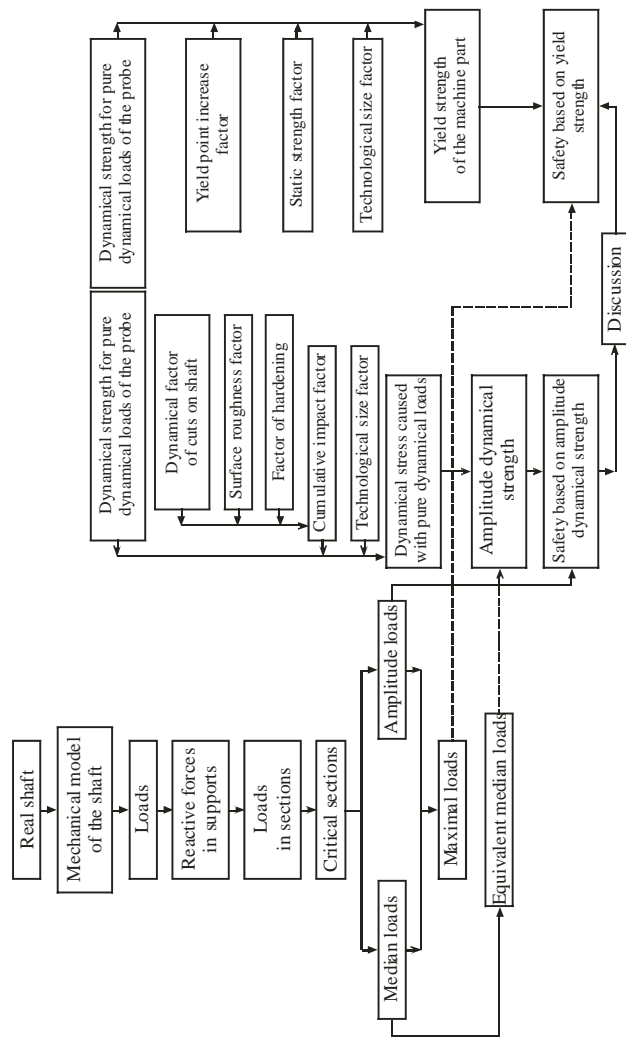 Real shaft
Mechanical model
of the shaft
Loads
Reactive forces
in supports
Loads
in sections
Critical sections
Median loads
Amplitude loads
Maximal loads
Equivalent median loads
Dynamical strength for pure
dynamical loads of the probe
Dynamical factor
of cuts on shaft
Surface roughness factor
Factor of hardening
Cumulative impact factor
Technological size factor
Dynamical stress caused
with pure dynamical loads
Amplitude dynamical
strength
Safety based on amplitude
dynamical strength
Dynamical strength for pure
dynamical loads of the probe
Yield point increase
factor
Static strength factor
Technological size factor
Yield strength
of the machine part
Safety based on yield
strength
Discussion